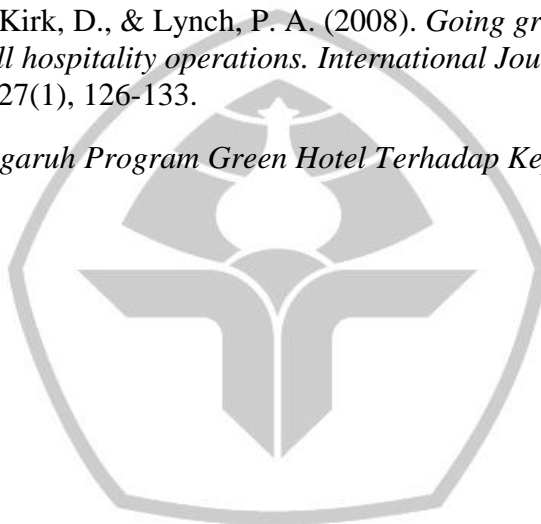 Kirk, D., & Lynch, P. A. (2008). Going gr
ll hospitality operations. International Jou
27(1), 126-133.
garuh Program Green Hotel Terhadap Ke